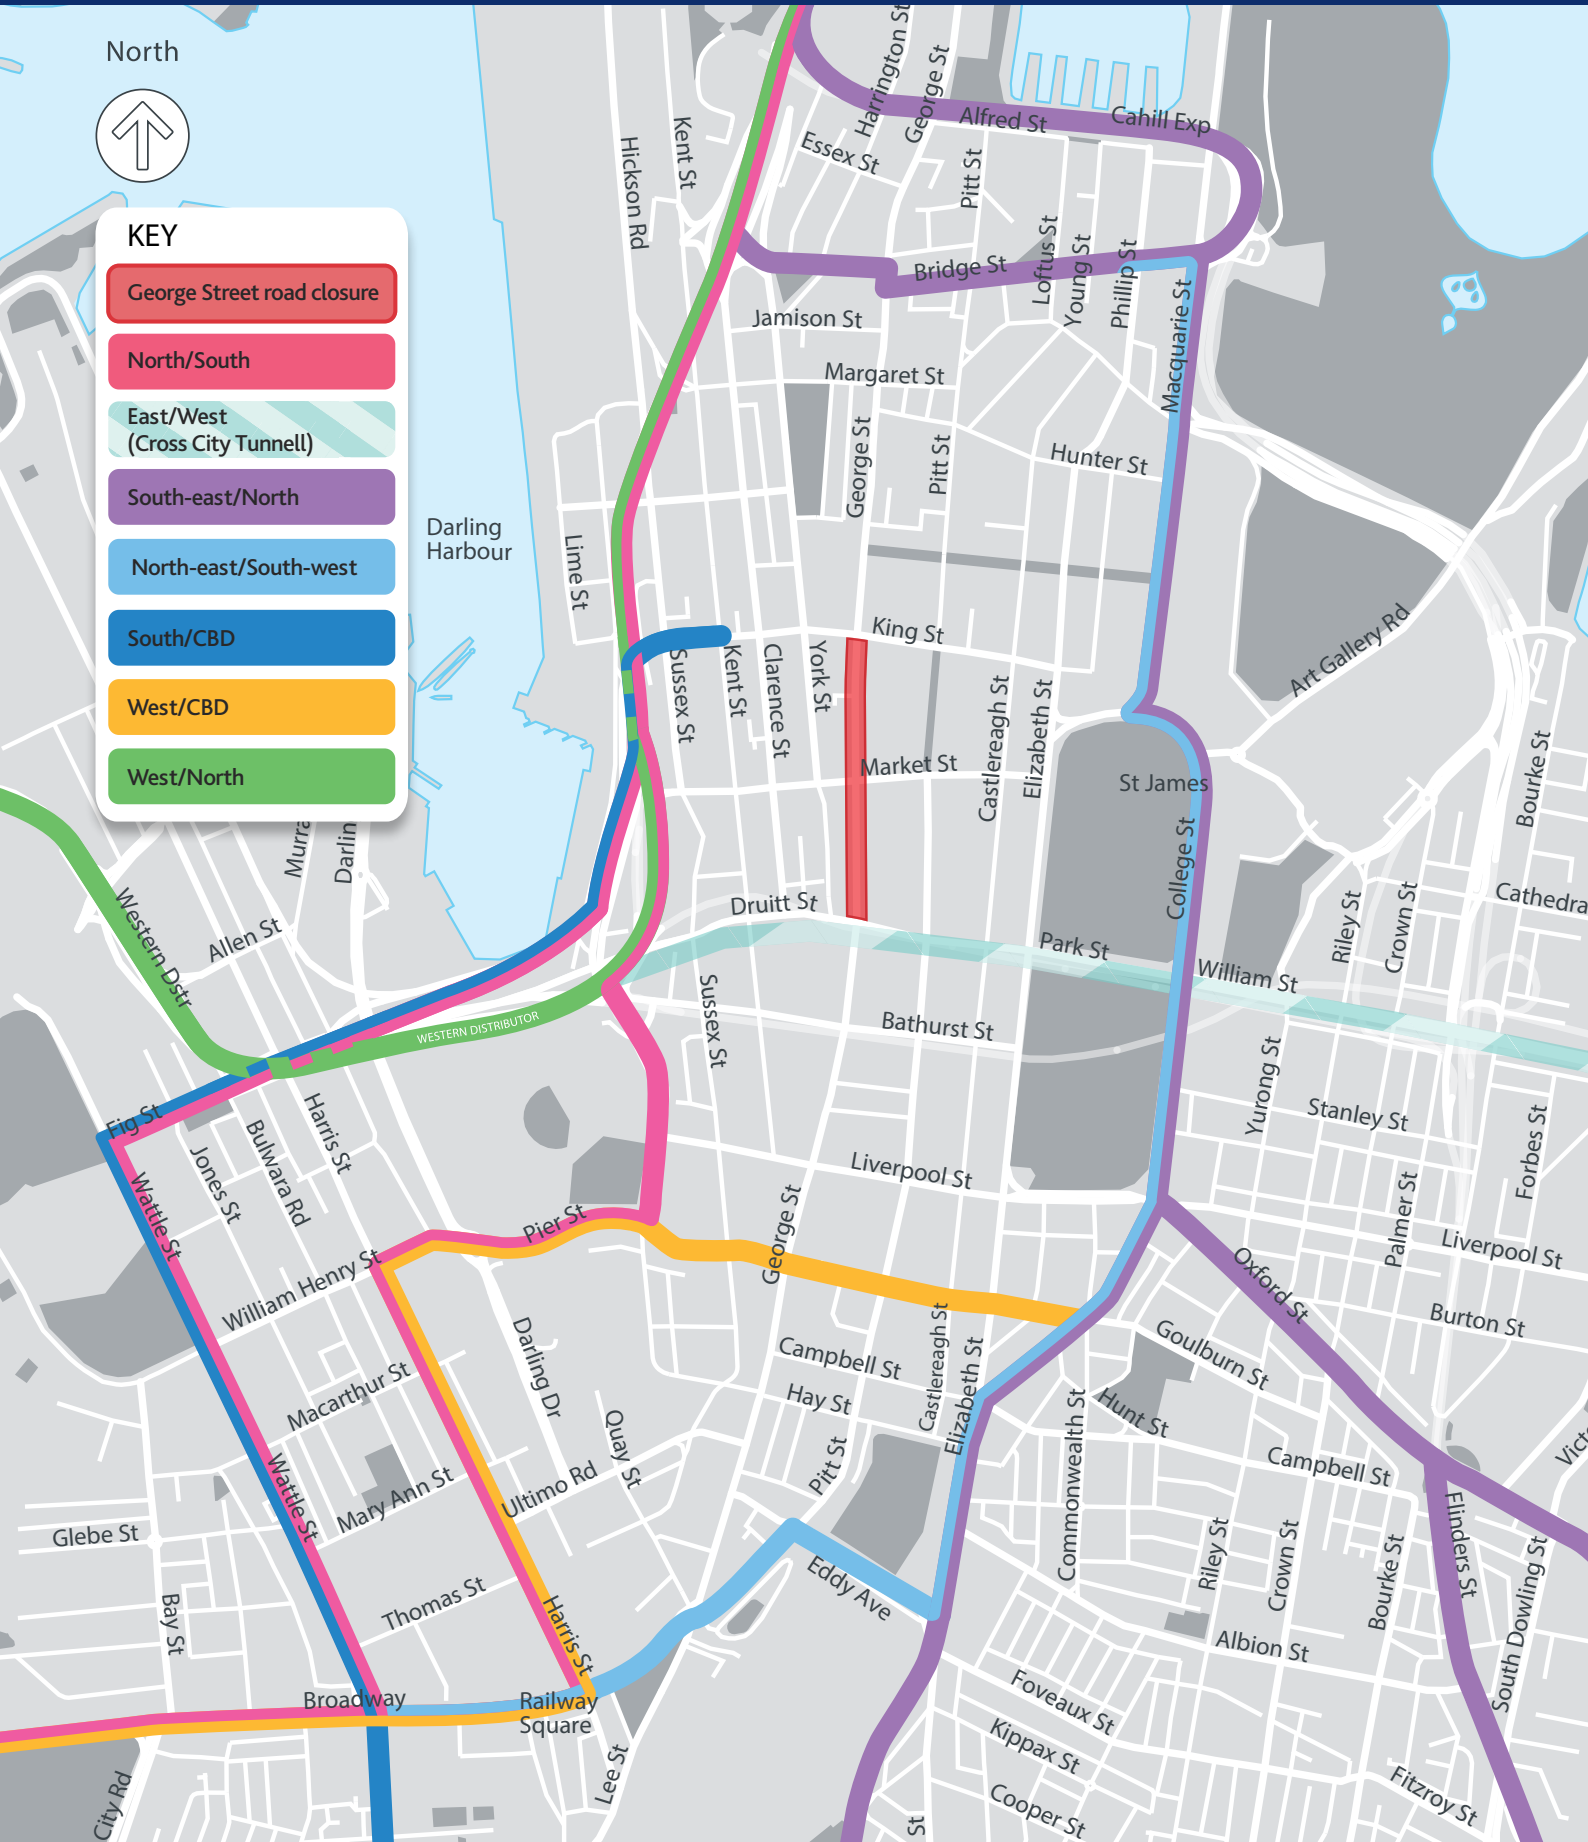 North
KEY
George Street road closure
North/South
East/West
(Cross City Tunnell)
South-east/North
North-east/South-west
South/CBD
West/CBD
West/North
Darling
Harbour
Hickson Rd
Kent St
Harrington St
George St
Essex St
Alfred St
Cahill Exp
Pitt St
Loftus St
Young St
Phillip St
Bridge St
Macquarie St
Jamison St
Margaret St
George St
Pitt St
Hunter St
Lime St
King St
Art Gallery Rd
Sussex St
Kent St
Clarence St
York St
Castlereagh St
Elizabeth St
Market St
St James
College St
Bourke St
Murra
Darlin
Western Dstr
Allen St
Druitt St
Park St
William St
Riley St
Crown St
Cathedra
WESTERN DISTRIBUTOR
Sussex St
Bathurst St
Yurong St
Stanley St
Forbes St
Fig St
Harris St
Bulwara Rd
Jones St
Wattle St
Liverpool St
George St
Palmer St
Liverpool St
Pier St
William Henry St
Oxford St
Burton St
Goulburn St
Darling Dr
Campbell St
Castlereagh St
Elizabeth St
Hay St
Macarthur St
Quay St
Pitt St
Commonwealth St
Hunt St
Campbell St
Victo
Wattle St
Mary Ann St
Ultimo Rd
Glebe St
Flinders St
Riley St
Crown St
Bourke St
South Dowling St
Eddy Ave
Bay St
Thomas St
Harris St
Albion St
Broadway
Railway
Square
Foveaux St
Kippax St
Lee St
City Rd
Cooper St
Fitzroy St
St